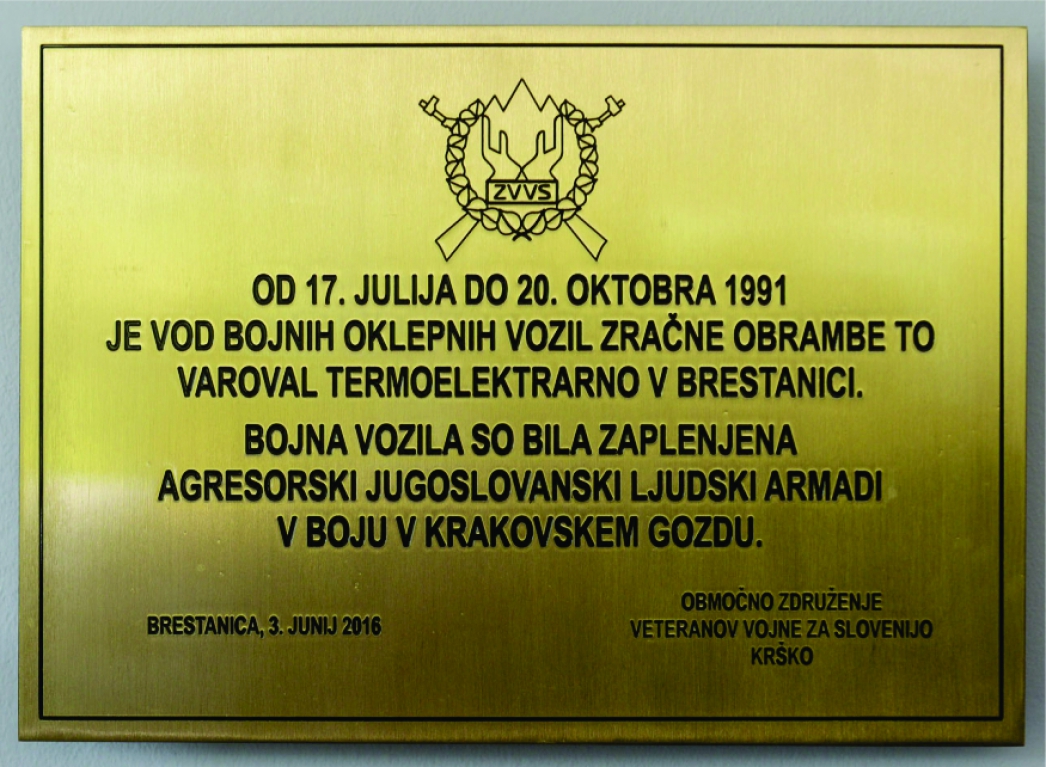 ZVVS
OD 17. JULIJA DO 20. OKTOBRA 1991
JE VOD BOJNIH OKLEPNIH VOZIL ZRAČNE OBRAMBE TO
VAROVAL TERMOELEKTRARNO V BRESTANICI.
BOJNA VOZILA SO BILA ZAPLENJENA
AGRESORSKI JUGOSLOVANSKI LJUDSKI ARMADI
V BOJU V KRAKOVSKEM GOZDU.
BRESTANICA, 3. JUNIJ 2016
OBMOČNO ZDRUŽENJE
VETERANOV VOJNE ZA SLOVENIJO
KRŠKO